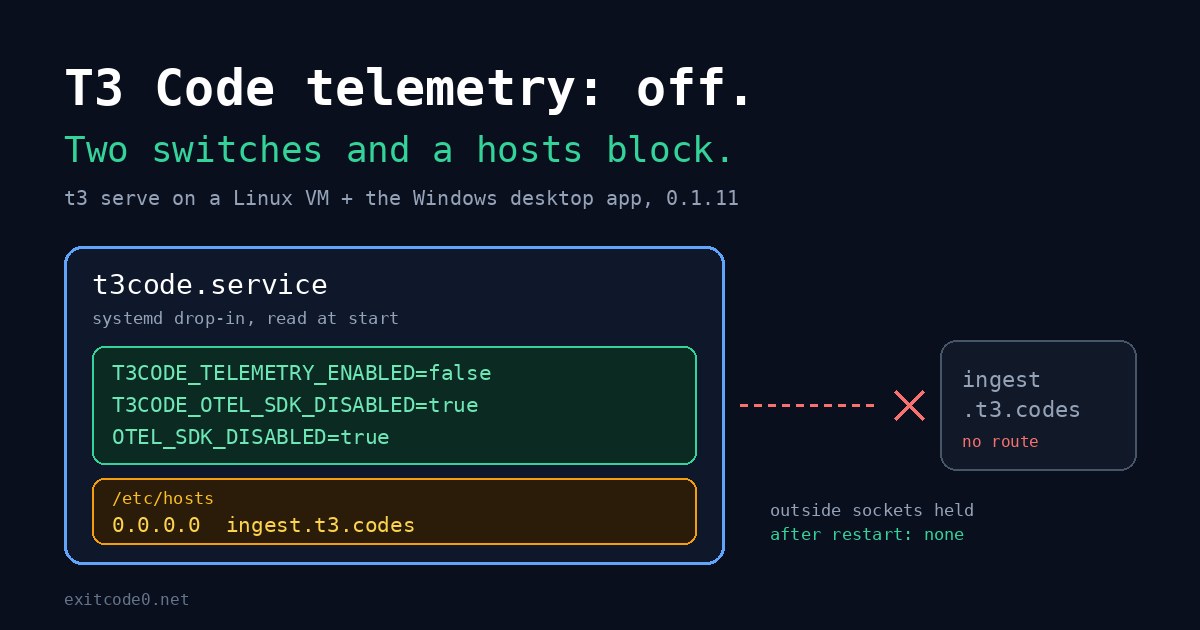 T3 Code telemetry: off.
Two switches and a hosts block.
t3 serve on a Linux VM + the Windows desktop app, 0.1.11
t3code.service
systemd drop-in, read at start
T3CODE_TELEMETRY_ENABLED=false
T3CODE_OTEL_SDK_DISABLED=true
OTEL_SDK_DISABLED=true
/etc/hosts
0.0.0.0  ingest.t3.codes
ingest
.t3.codes
no route
outside sockets held
after restart: none
exitcode0.net